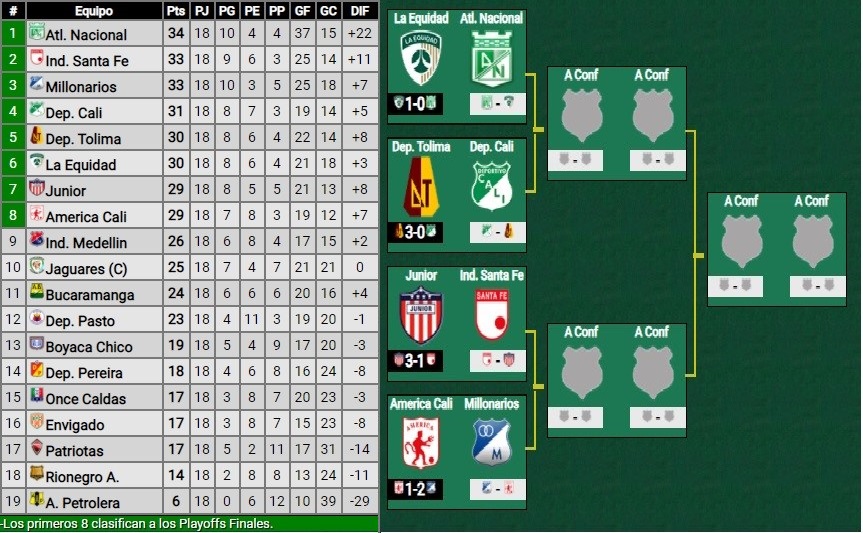 # Equipo Pts PJ PG PE PP GF GC DIF
1 Atl. Nacional 34 18 10 4 4 37 15 +22
2 Ind. Santa Fe 33 18 9 6 3 25 14 +11
3 Millonarios 33 18 10 3 5 25 18 +7
4 Dep. Cali 31 18 8 7 3 19 14 +5
5 Dep. Tolima 30 18 8 6 4 22 14 +8
6 La Equidad 30 18 8 6 4 21 18 +3
7 Junior 29 18 8 5 5 21 13 +8
8 America Cali 29 18 7 8 3 19 12 +7
9 Ind. Medellin 26 18 6 8 4 17 15 +2
10 Jaguares (C) 25 18 7 4 7 21 21 0
11 Bucaramanga 24 18 6 6 6 20 16 +4
12 Dep. Pasto 23 18 4 11 3 19 20 -1
13 Boyaca Chico 19 18 5 4 9 17 20 -3
14 Dep. Pereira 18 18 4 6 8 16 24 -8
15 Once Caldas 17 18 3 8 7 20 23 -3
16 Envigado 17 18 3 8 7 15 23 -8
17 Patriotas 17 18 5 2 11 17 31 -14
18 Rionegro A. 14 18 2 8 8 13 24 -11
19 A. Petrolera 6 18 0 6 12 10 39 -29
-Los primeros 8 clasifican a los Playoffs Finales.
La Equidad Atl. Nacional
LA EQUIDAD
AN
1-0 -
Dep. Tolima Dep. Cali
DEPORTIVO
CALI
3-0 -
Junior Ind. Santa Fe
JUNIOR SANTA FE
3-1 -
America Cali Millonarios
AMERICA
M
1-2 -
A Conf A Conf
- -
A Conf A Conf
- -
A Conf A Conf
- -